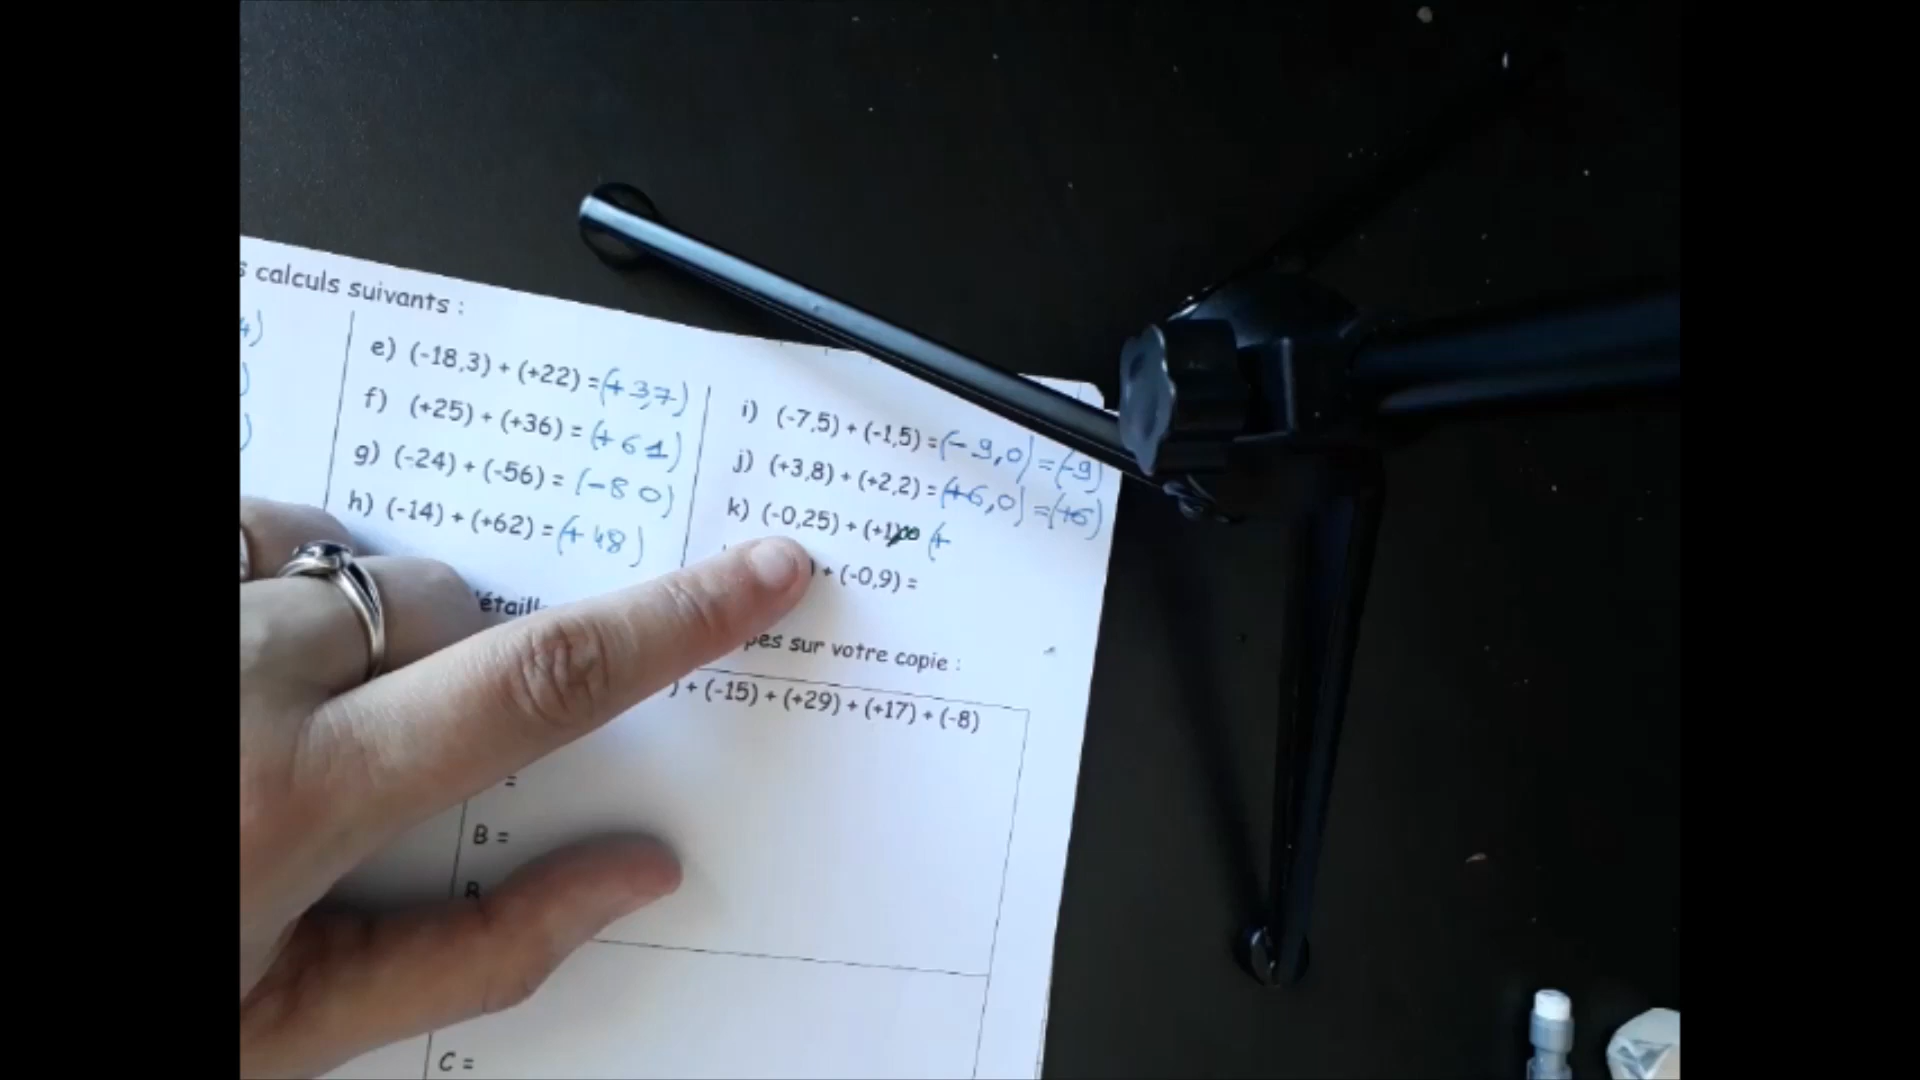 s calculs suivants :
4)
)
)
e) (-18,3) + (+22) = (+3,7)
f) (+25) + (+36) = (+61)
g) (-24) + (-56) = (-80)
h) (-14) + (+62) = (+48)
i) (-7,5) + (-1,5) = (-9,0) = (-9)
j) (+3,8) + (+2,2) = (+6,0) = (+6)
k) (-0,25) + (+1,00 (+
) + (-0,9) =
pes sur votre copie :
) + (-15) + (+29) + (+17) + (-8)
=
B =
B
C =